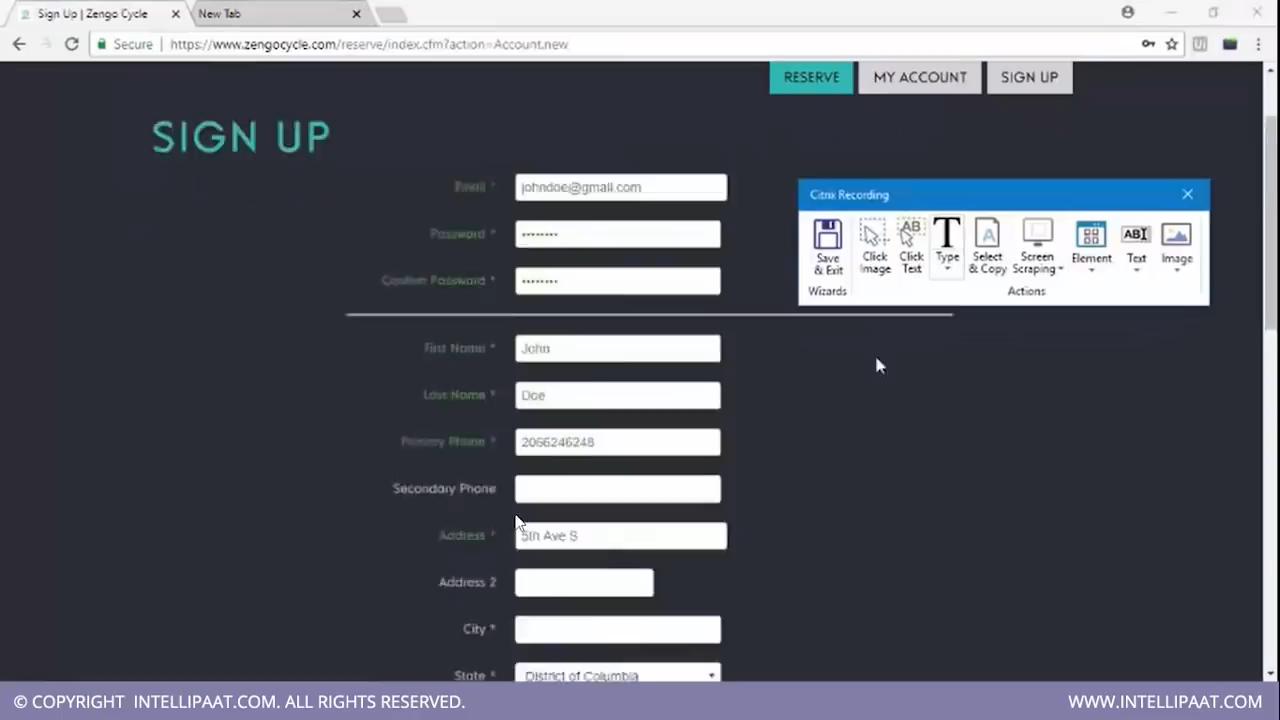 Sign Up | Zengo Cycle
New Tab
Secure
https://www.zengocycle.com/reserve/index.cfm?action=Account.new
RESERVE
MY ACCOUNT
SIGN UP
SIGN UP
Email *
johndoe@gmail.com
Password *
••••••••
Confirm Password *
••••••••
Citrix Recording
Save & Exit
Click Image
Click Text
Type
Select & Copy
Screen Scraping
Element
Text
Image
Wizards
Actions
First Name *
John
Last Name *
Doe
Primary Phone *
2066246248
Secondary Phone
Address *
5th Ave S
Address 2
City *
State *
District of Columbia
© COPYRIGHT INTELLIPAAT.COM. ALL RIGHTS RESERVED.
WWW.INTELLIPAAT.COM